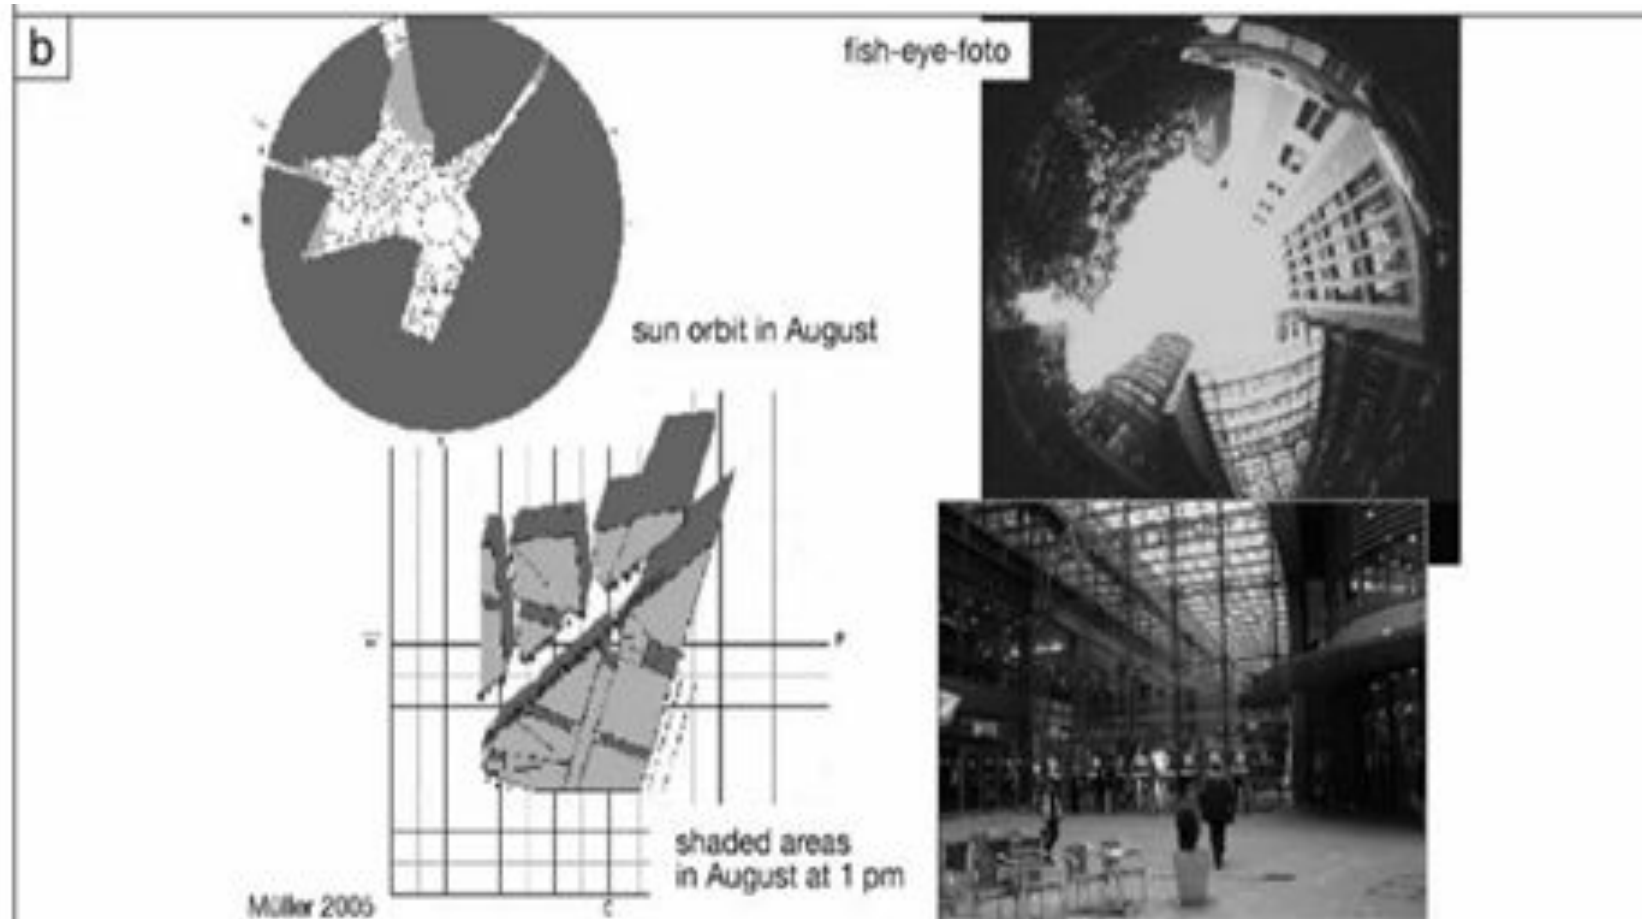 b
fish-eye-foto
sun orbit in August
shaded areas
in August at 1 pm
Müller 2005